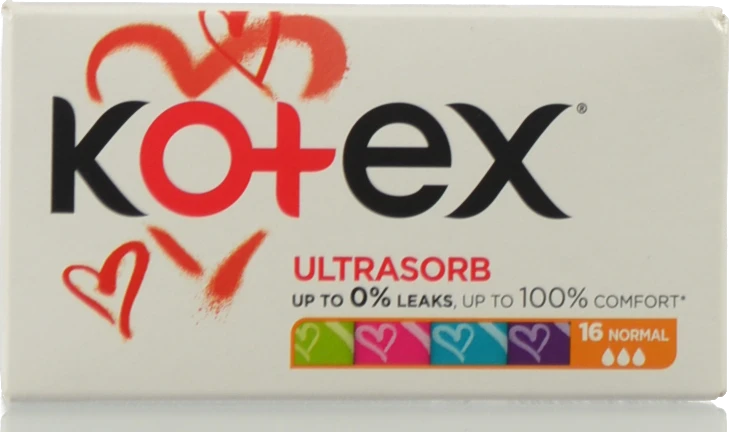 Kotex®
ULTRASORB
UP TO 0% LEAKS, UP TO 100% COMFORT*
16 NORMAL